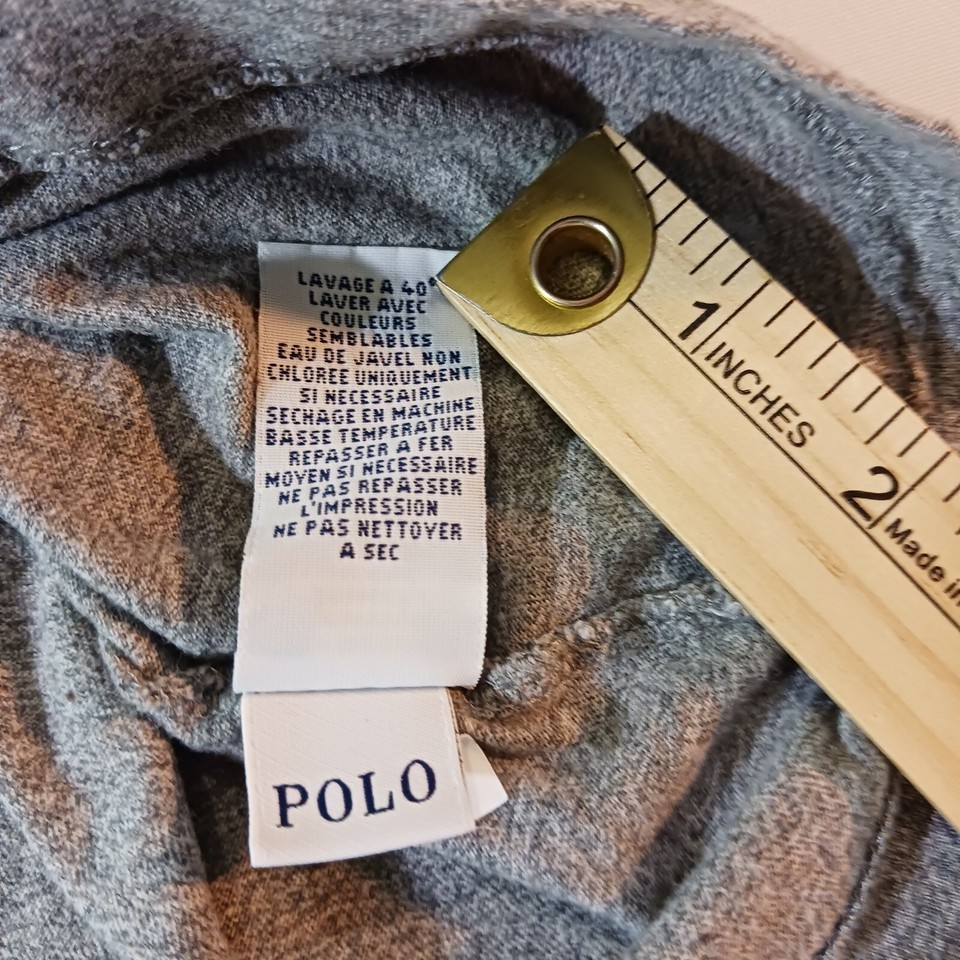 LAVAGE A 40°
LAVER AVEC
COULEURS
SEMBLABLES
EAU DE JAVEL NON
CHLOREE UNIQUEMENT
SI NECESSAIRE
SECHAGE EN MACHINE
BASSE TEMPERATURE
REPASSER A FER
MOYEN SI NECESSAIRE
NE PAS REPASSER
L'IMPRESSION
NE PAS NETTOYER
A SEC
POLO
1
INCHES
2
Made in